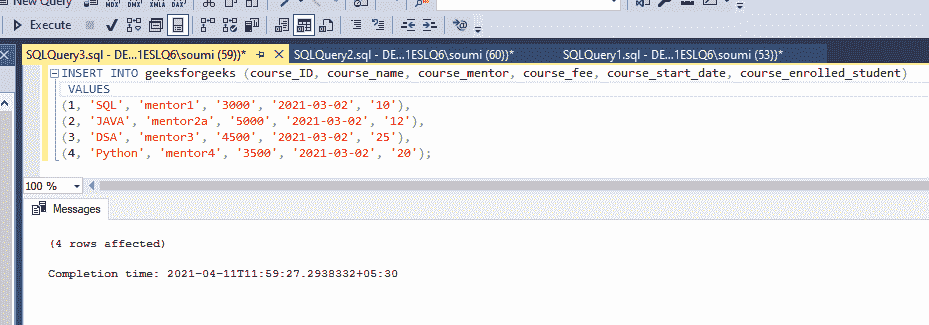 New Query MDX DMX XMLA DAX
Execute
SQLQuery3.sql - DE...1ESLQ6\soumi (59))* SQLQuery2.sql - DE...1ESLQ6\soumi (60))* SQLQuery1.sql - DE...1ESLQ6\soumi (53))*
INSERT INTO geeksforgeeks (course_ID, course_name, course_mentor, course_fee, course_start_date, course_enrolled_student)
VALUES
(1, 'SQL', 'mentor1', '3000', '2021-03-02', '10'),
(2, 'JAVA', 'mentor2a', '5000', '2021-03-02', '12'),
(3, 'DSA', 'mentor3', '4500', '2021-03-02', '25'),
(4, 'Python', 'mentor4', '3500', '2021-03-02', '20');
100 %
Messages
(4 rows affected)
Completion time: 2021-04-11T11:59:27.2938332+05:30